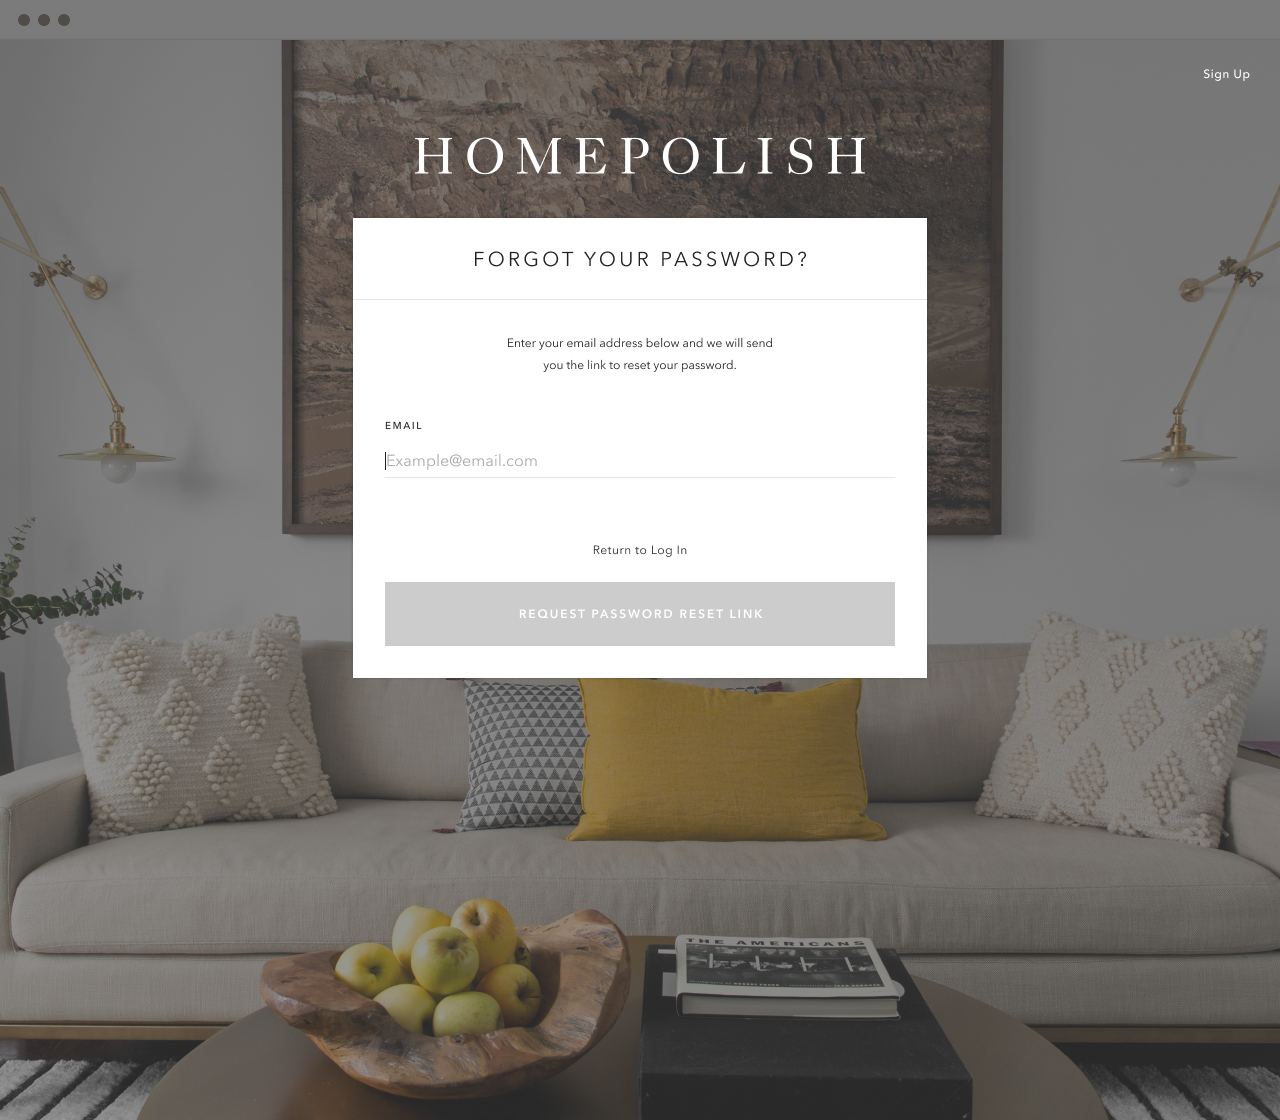 Sign Up
HOMEPOLISH
FORGOT YOUR PASSWORD?
Enter your email address below and we will send
you the link to reset your password.
EMAIL
Example@email.com
Return to Log In
REQUEST PASSWORD RESET LINK
THE AMERICANS